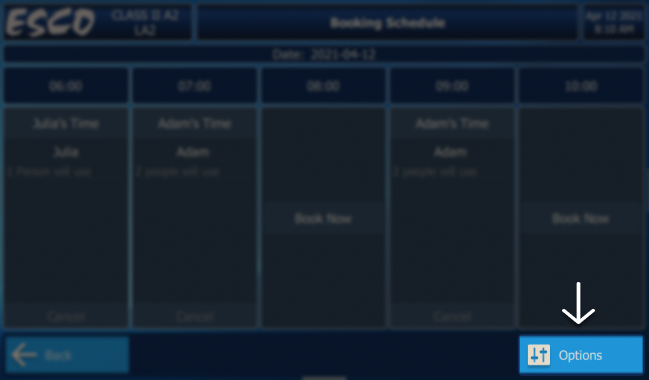 ESCO
CLASS II A2
LA2
Booking Schedule
Apr 12 2021
8:10 AM
Date: 2021-04-12
06:00
07:00
08:00
09:00
10:00
Julia's Time
Adam's Time
Adam's Time
Julia
Adam
Adam
1 Person will use
2 people will use
2 people will use
Book Now
Book Now
Cancel
Cancel
Cancel
Back
Options